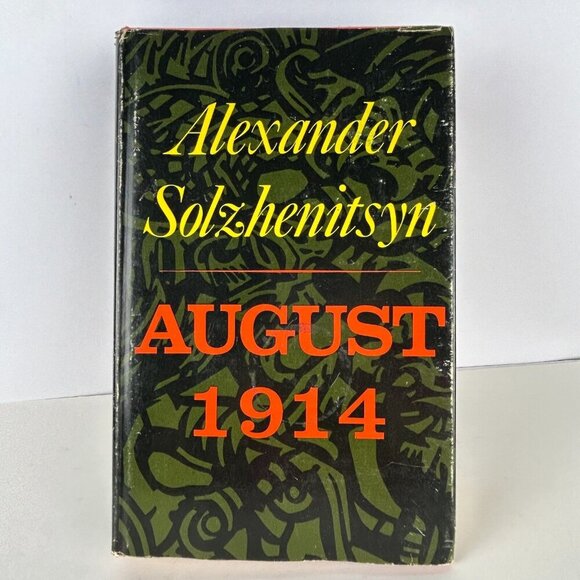 Alexander
Solzhenitsyn
AUGUST
1914